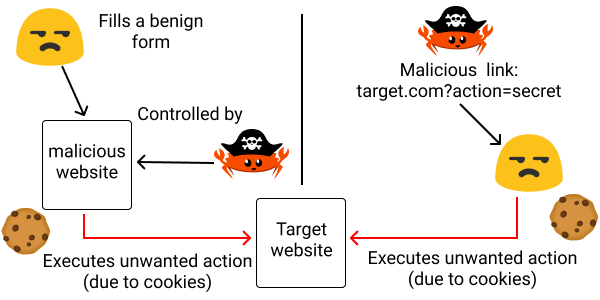 Fills a benign
form
Controlled by
malicious
website
Executes unwanted action
(due to cookies)
Malicious link:
target.com?action=secret
Target
website
Executes unwanted action
(due to cookies)